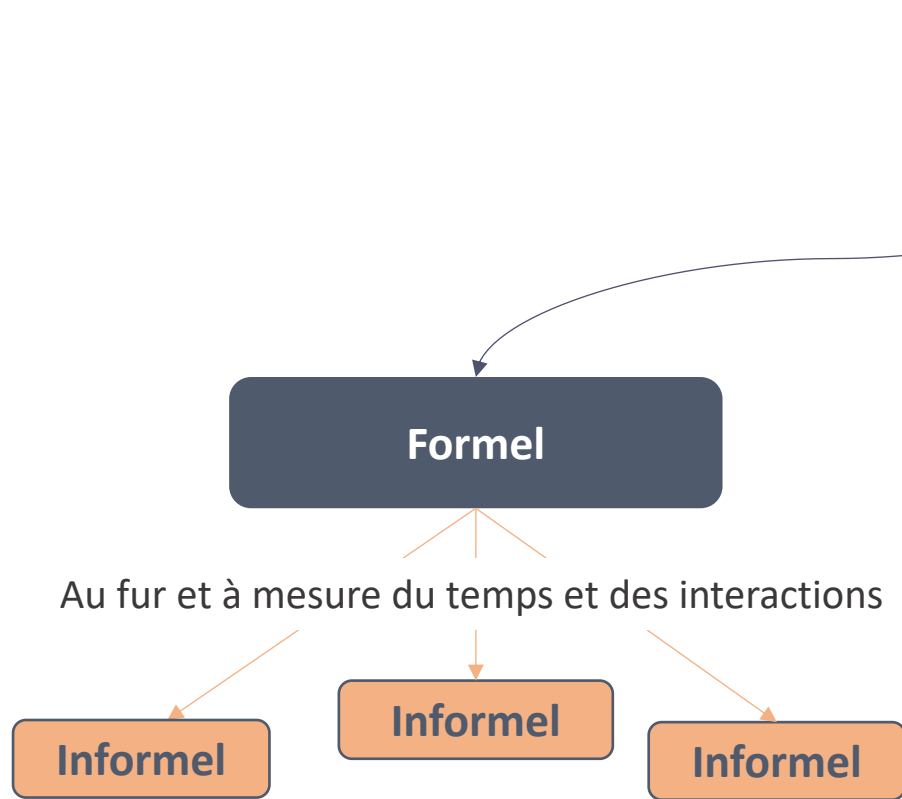 Formel
Au fur et à mesure du temps et des interactions
Informel
Informel
Informel